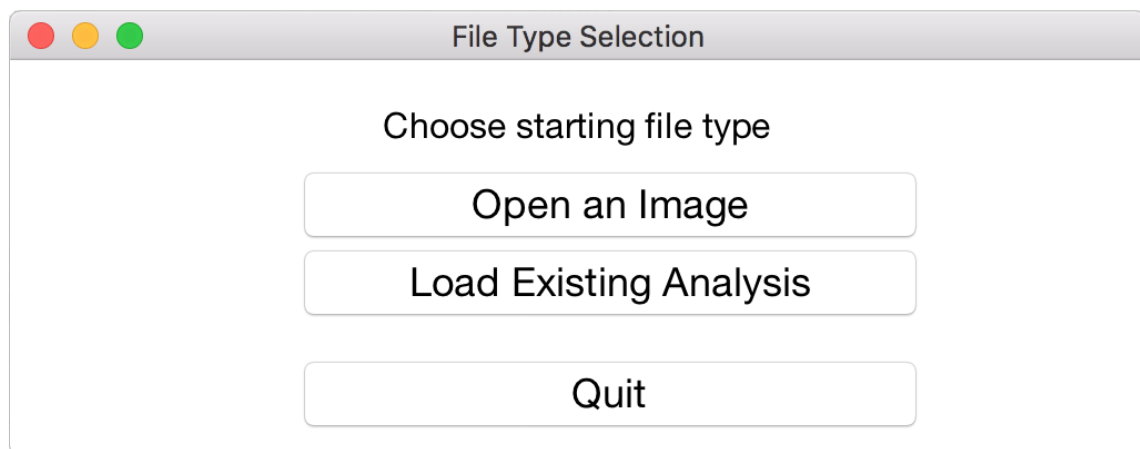 File Type Selection
Choose starting file type
Open an Image
Load Existing Analysis
Quit